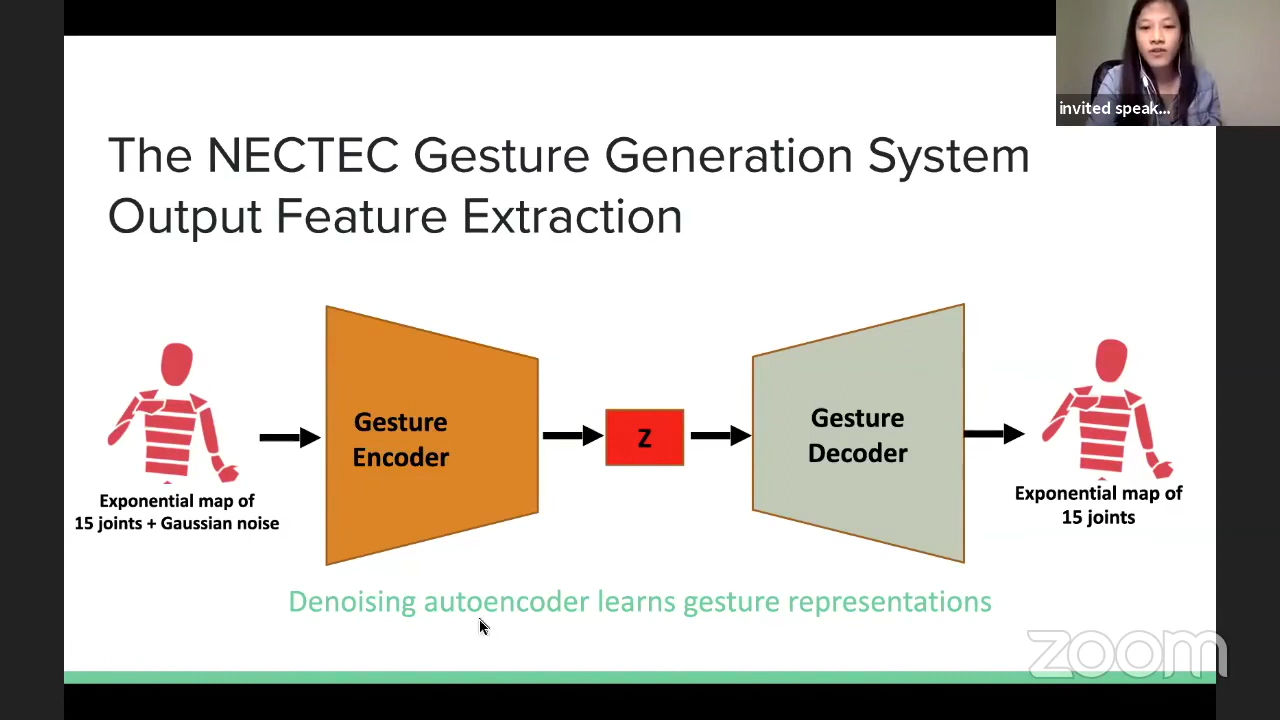 invited speak...
The NECTEC Gesture Generation System
Output Feature Extraction
Gesture
Encoder
Z
Gesture
Decoder
Exponential map of
15 joints + Gaussian noise
Exponential map of
15 joints
Denoising autoencoder learns gesture representations
zoom